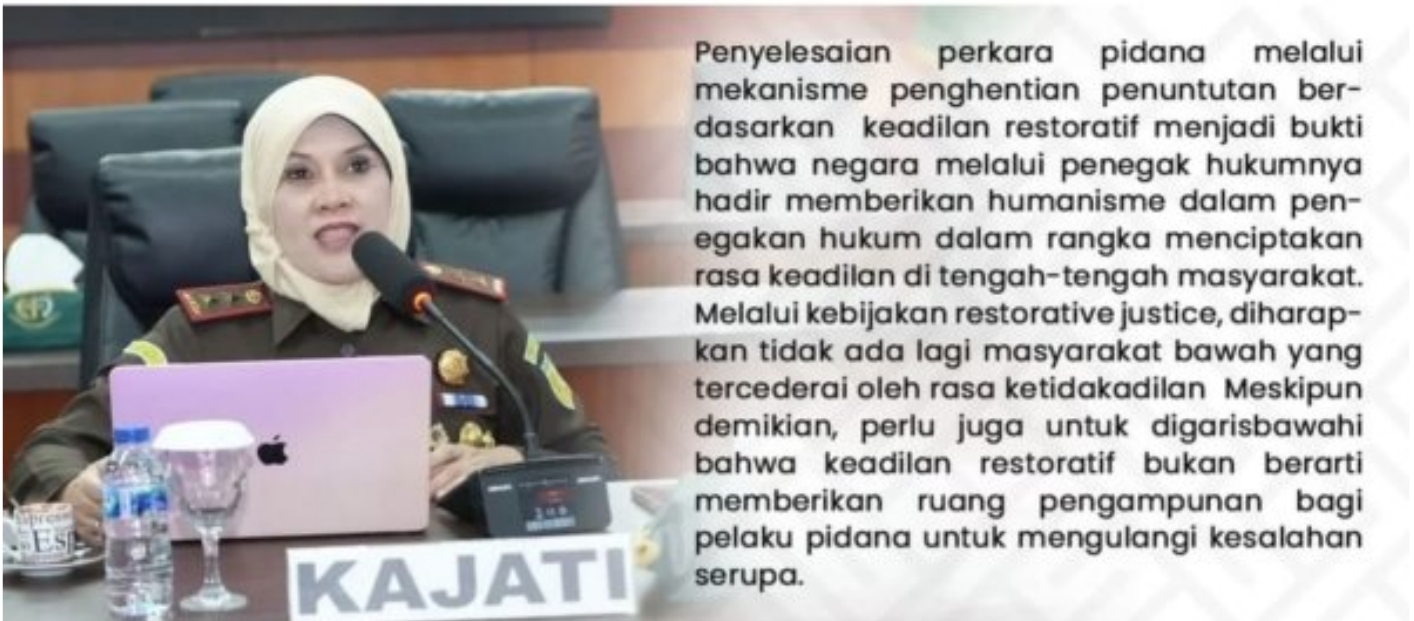 Penyelesaian perkara pidana melalui
mekanisme penghentian penuntutan ber-
dasarkan keadilan restoratif menjadi bukti
bahwa negara melalui penegak hukumnya
hadir memberikan humanisme dalam pen-
egakan hukum dalam rangka menciptakan
rasa keadilan di tengah-tengah masyarakat.
Melalui kebijakan restorative justice, diharap-
kan tidak ada lagi masyarakat bawah yang
tercederai oleh rasa ketidakadilan Meskipun
demikian, perlu juga untuk digarisbawahi
bahwa keadilan restoratif bukan berarti
memberikan ruang pengampunan bagi
pelaku pidana untuk mengulangi kesalahan
serupa.
KAJATI